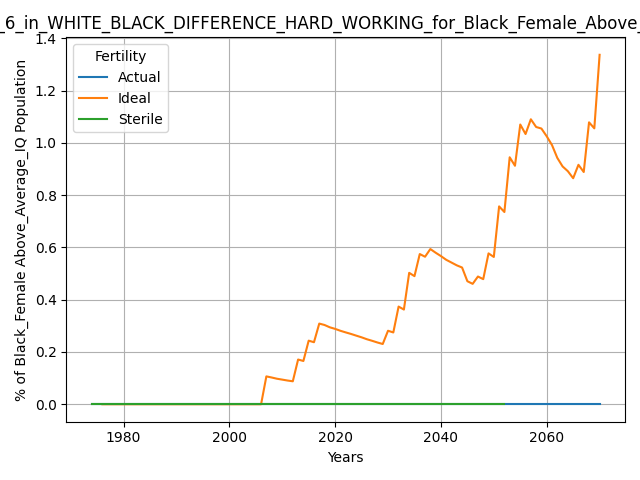 _6_in_WHITE_BLACK_DIFFERENCE_HARD_WORKING_for_Black_Female_Above_
Fertility
Actual
Ideal
Sterile
% of Black_Female Above_Average_IQ Population
1.4
1.2
1.0
0.8
0.6
0.4
0.2
0.0
1980 2000 2020 2040 2060
Years